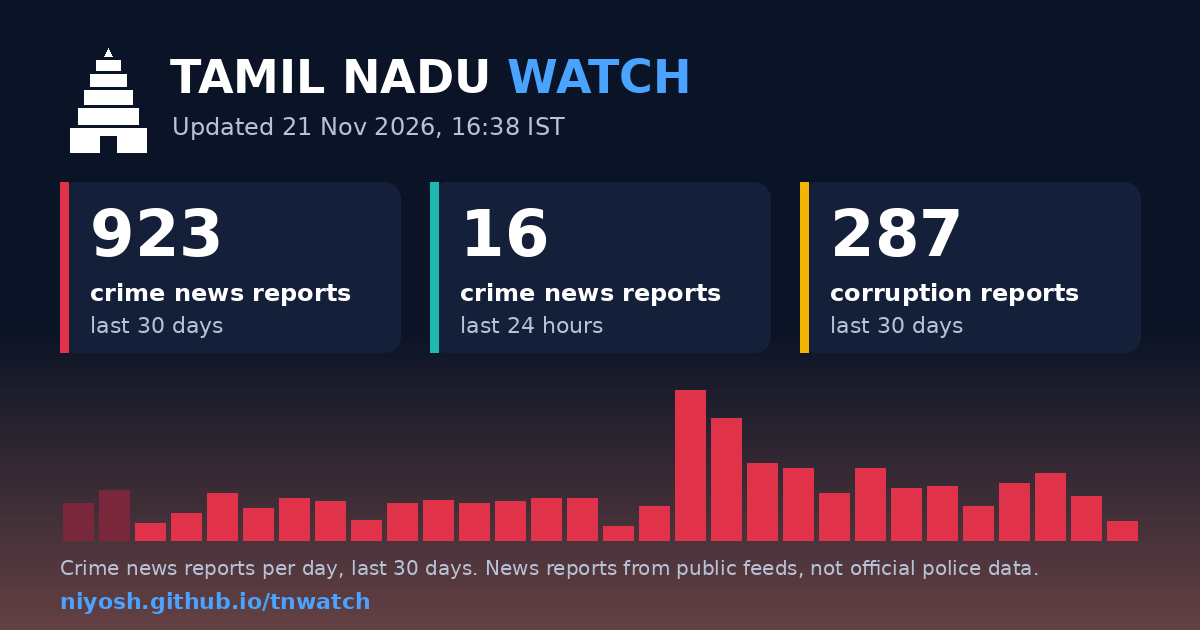 TAMIL NADU WATCH
Updated 21 Nov 2026, 16:38 IST
923
crime news reports
last 30 days
16
crime news reports
last 24 hours
287
corruption reports
last 30 days
Crime news reports per day, last 30 days. News reports from public feeds, not official police data.
niyosh.github.io/tnwatch